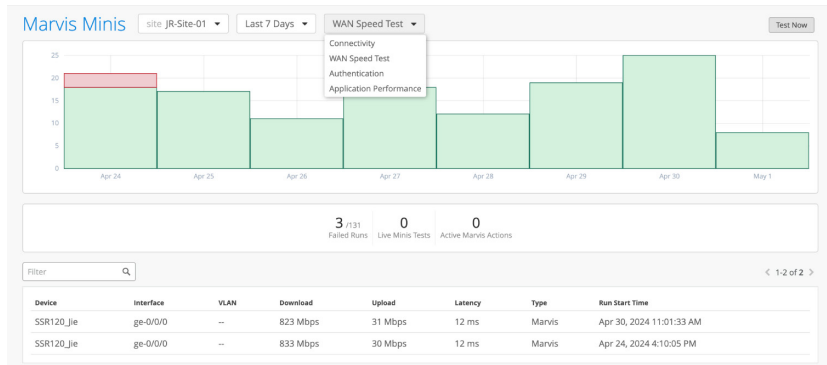 Marvis Minis site JR-Site-01 Last 7 Days WAN Speed Test Test Now
Connectivity
WAN Speed Test
Authentication
Application Performance
25
20
15
10
5
0
Apr 24 Apr 25 Apr 26 Apr 27 Apr 28 Apr 29 Apr 30 May 1
3 /131 0 0
Failed Runs Live Minis Tests Active Marvis Actions
Filter < 1-2 of 2 >
Device Interface VLAN Download Upload Latency Type Run Start Time
SSR120_Jie ge-0/0/0 -- 823 Mbps 31 Mbps 12 ms Marvis Apr 30, 2024 11:01:33 AM
SSR120_Jie ge-0/0/0 -- 833 Mbps 30 Mbps 12 ms Marvis Apr 24, 2024 4:10:05 PM